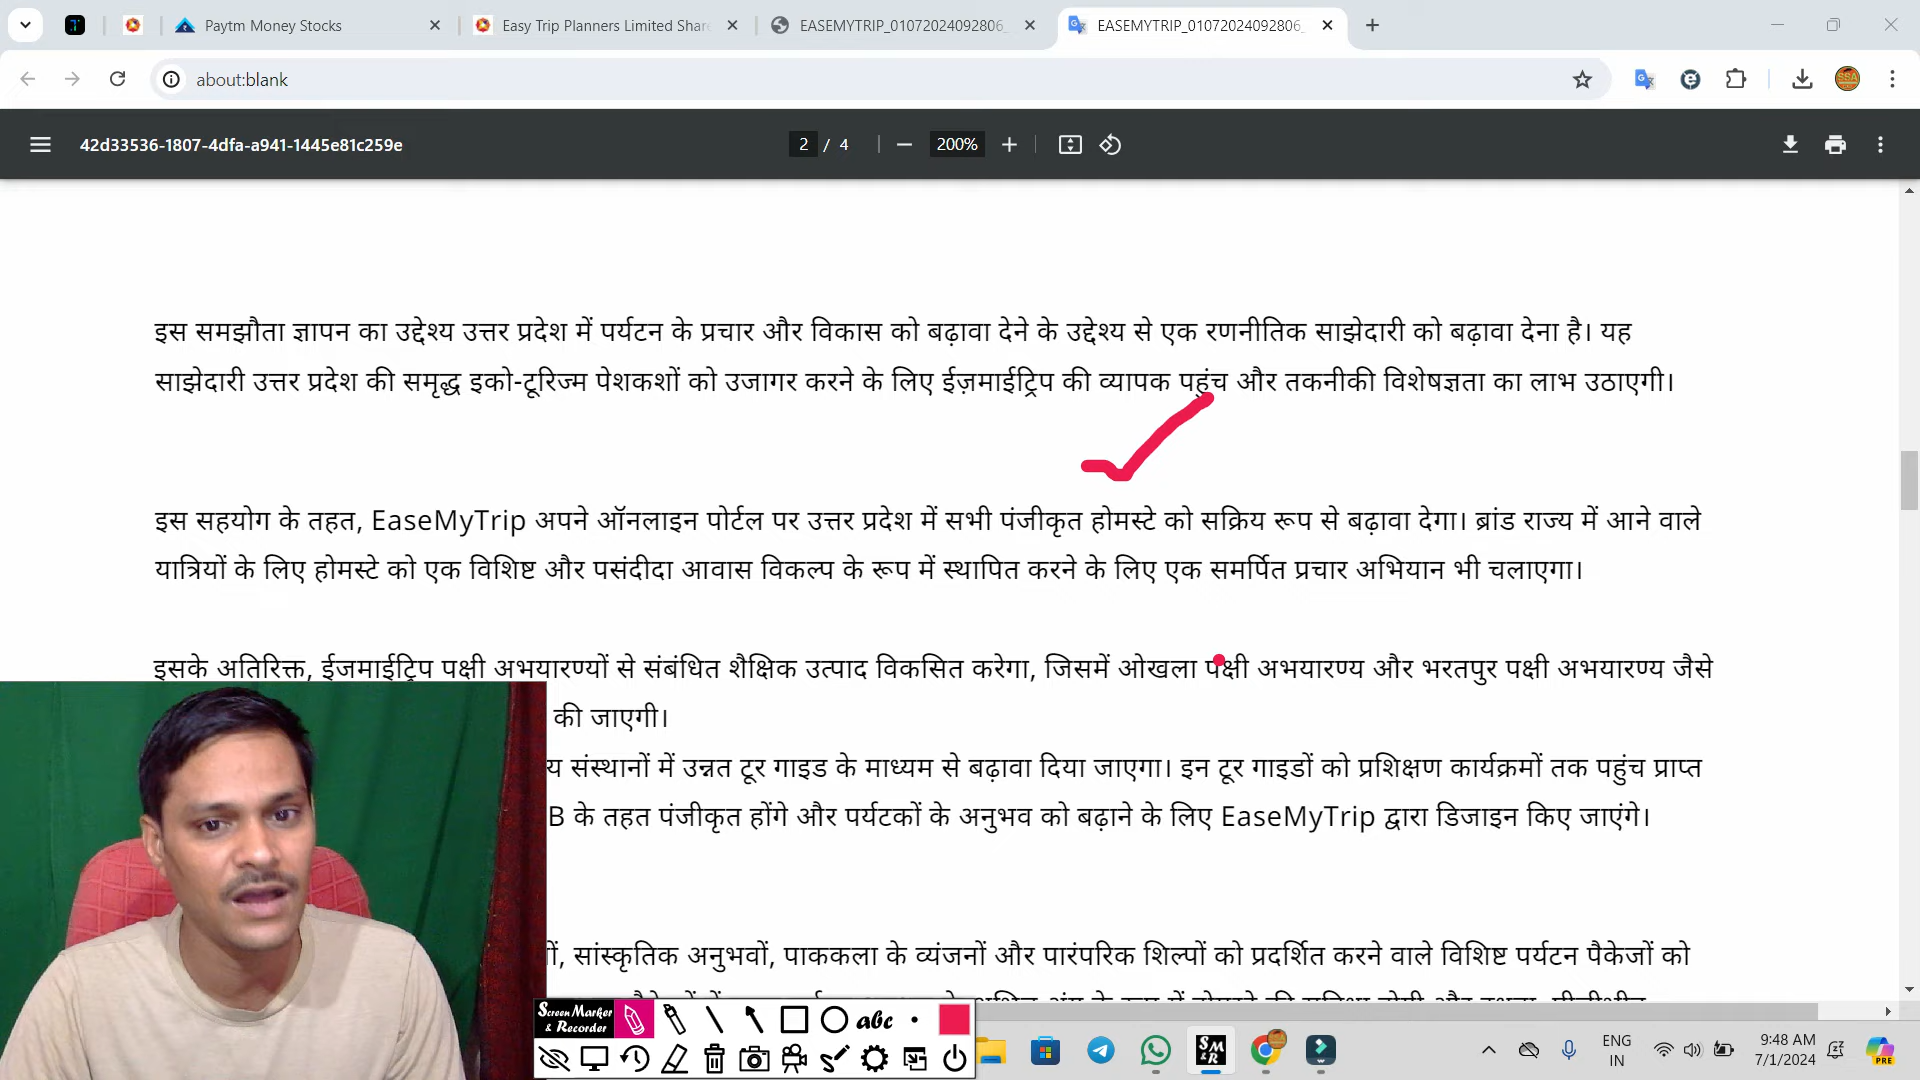 Paytm Money Stocks
Easy Trip Planners Limited Shar
EASEMYTRIP_01072024092806_
EASEMYTRIP_01072024092806_
about:blank
42d33536-1807-4dfa-a941-1445e81c259e
2 / 4
200%
इस समझौता ज्ञापन का उद्देश्य उत्तर प्रदेश में पर्यटन के प्रचार और विकास को बढ़ावा देने के उद्देश्य से एक रणनीतिक साझेदारी को बढ़ावा देना है। यह
साझेदारी उत्तर प्रदेश की समृद्ध इको-टूरिज्म पेशकशों को उजागर करने के लिए ईज़माईट्रिप की व्यापक पहुंच और तकनीकी विशेषज्ञता का लाभ उठाएगी।
इस सहयोग के तहत, EaseMyTrip अपने ऑनलाइन पोर्टल पर उत्तर प्रदेश में सभी पंजीकृत होमस्टे को सक्रिय रूप से बढ़ावा देगा। ब्रांड राज्य में आने वाले
यात्रियों के लिए होमस्टे को एक विशिष्ट और पसंदीदा आवास विकल्प के रूप में स्थापित करने के लिए एक समर्पित प्रचार अभियान भी चलाएगा।
इसके अतिरिक्त, ईजमाईट्रिप पक्षी अभयारण्यों से संबंधित शैक्षिक उत्पाद विकसित करेगा, जिसमें ओखला पक्षी अभयारण्य और भरतपुर पक्षी अभयारण्य जैसे
की जाएगी।
य संस्थानों में उन्नत टूर गाइड के माध्यम से बढ़ावा दिया जाएगा। इन टूर गाइडों को प्रशिक्षण कार्यक्रमों तक पहुंच प्राप्त
B के तहत पंजीकृत होंगे और पर्यटकों के अनुभव को बढ़ाने के लिए EaseMyTrip द्वारा डिजाइन किए जाएंगे।
सांस्कृतिक अनुभवों, पाककला के व्यंजनों और पारंपरिक शिल्पों को प्रदर्शित करने वाले विशिष्ट पर्यटन पैकेजों को
Screen Marker
& Recorder
abc
SSA
SM
R
ENG
IN
9:48 AM
7/1/2024
PRE